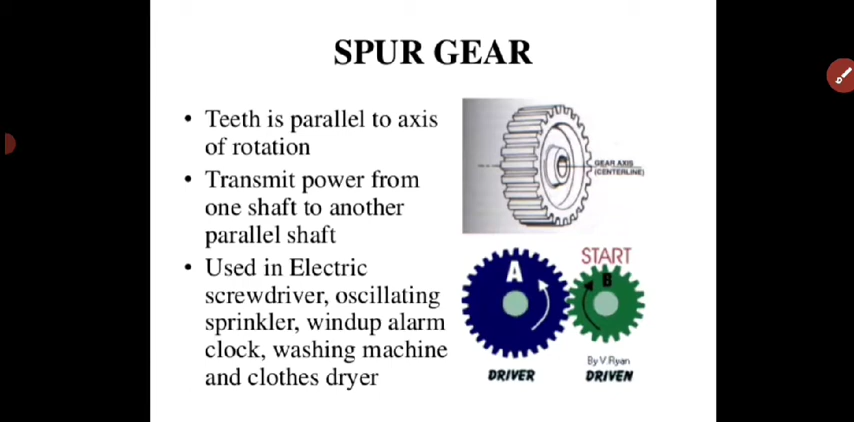 SPUR GEAR
• Teeth is parallel to axis
of rotation
• Transmit power from
one shaft to another
parallel shaft
• Used in Electric
screwdriver, oscillating
sprinkler, windup alarm
clock, washing machine
and clothes dryer
GEAR AXIS
(CENTERLINE)
START
A
B
By V.Ryan
DRIVER
DRIVEN